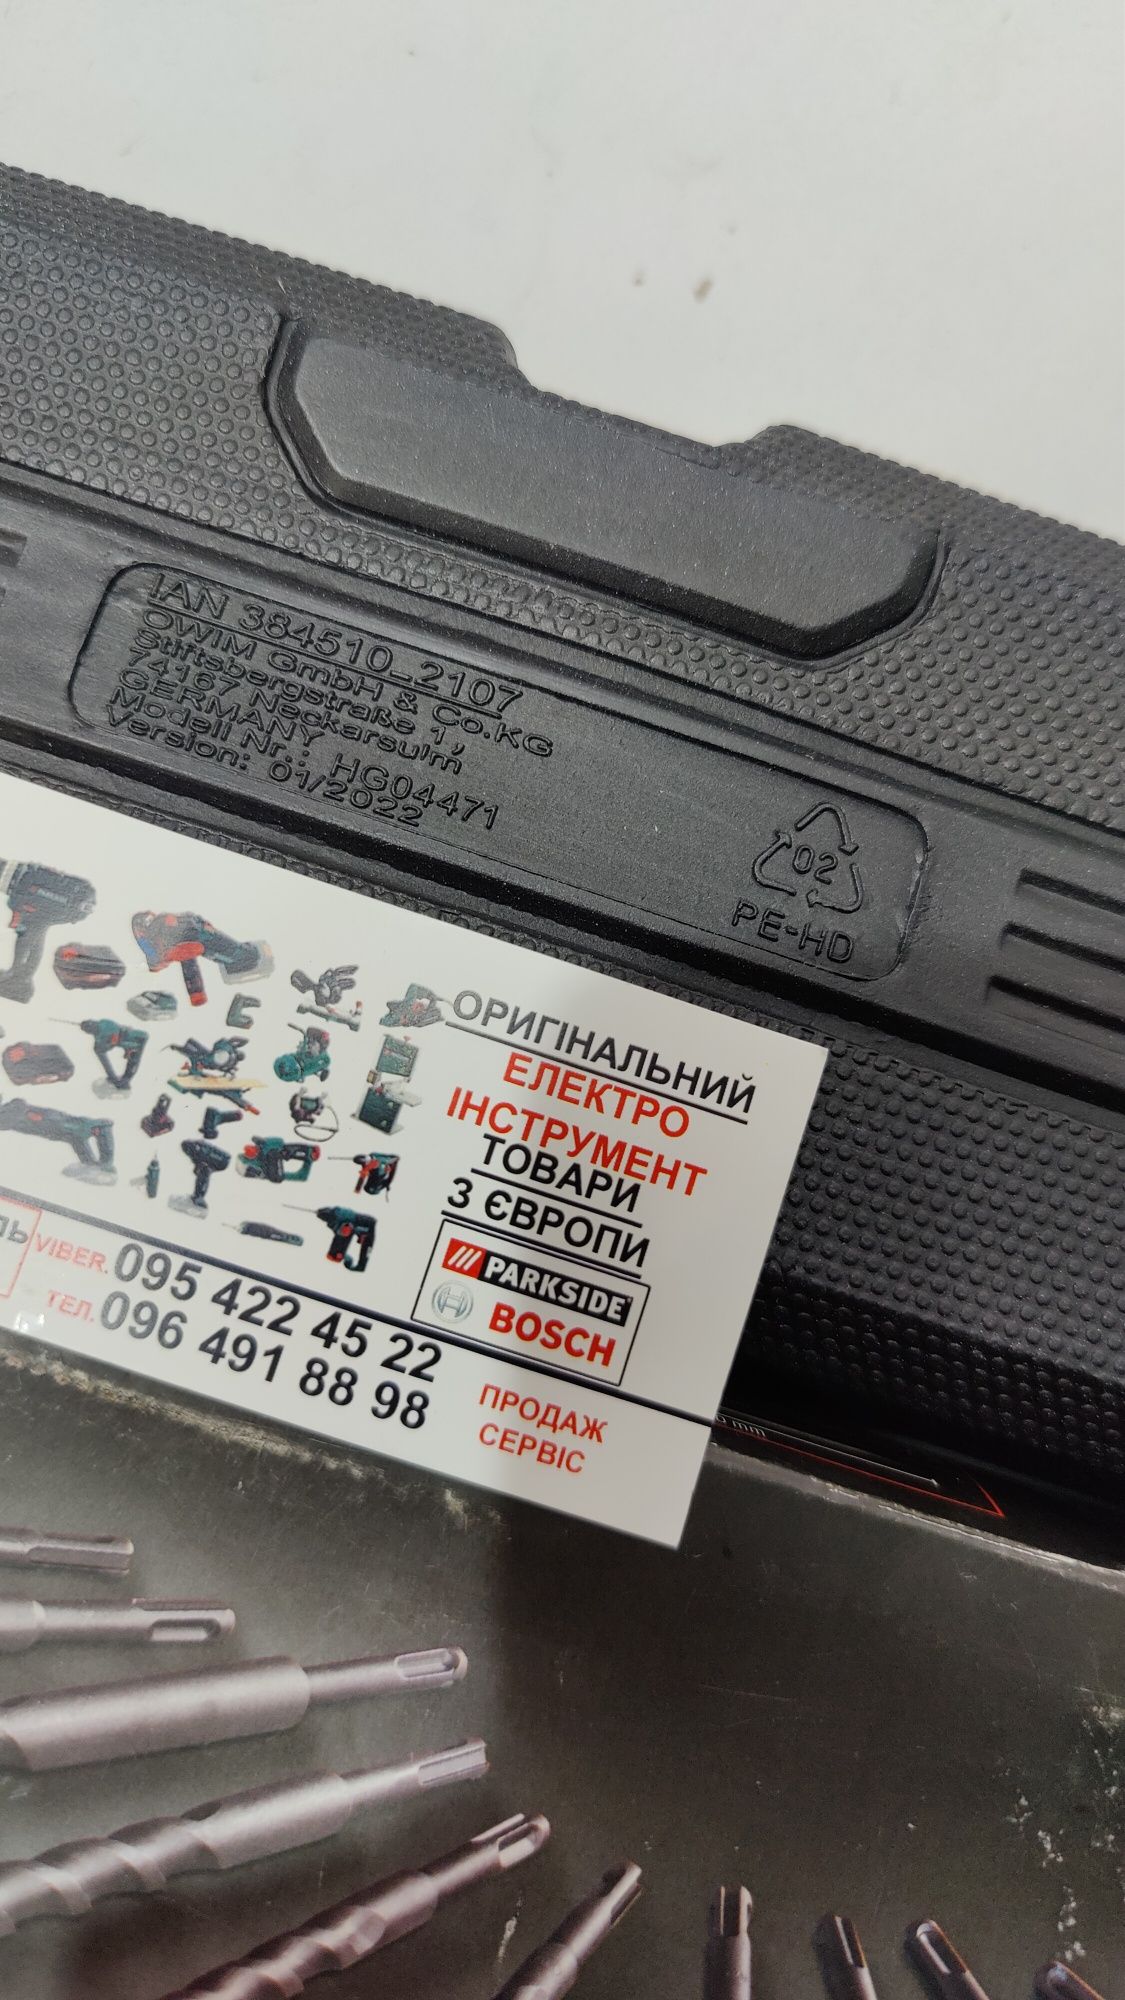 IAN 384510_2107
OWIM GmbH & Co.KG
Stiftsbergstraße 1,
74167 Neckarsulm
GERMANY
Modell Nr.: HG04471
Version: 01/2022
02
PE-HD
ОРИГІНАЛЬНИЙ
ЕЛЕКТРО
ІНСТРУМЕНТ
ТОВАРИ
З ЄВРОПИ
PARKSIDE
BOSCH
VIBER. 095 422 45 22
ТЕЛ. 096 491 88 98
ПРОДАЖ
СЕРВІС
mm